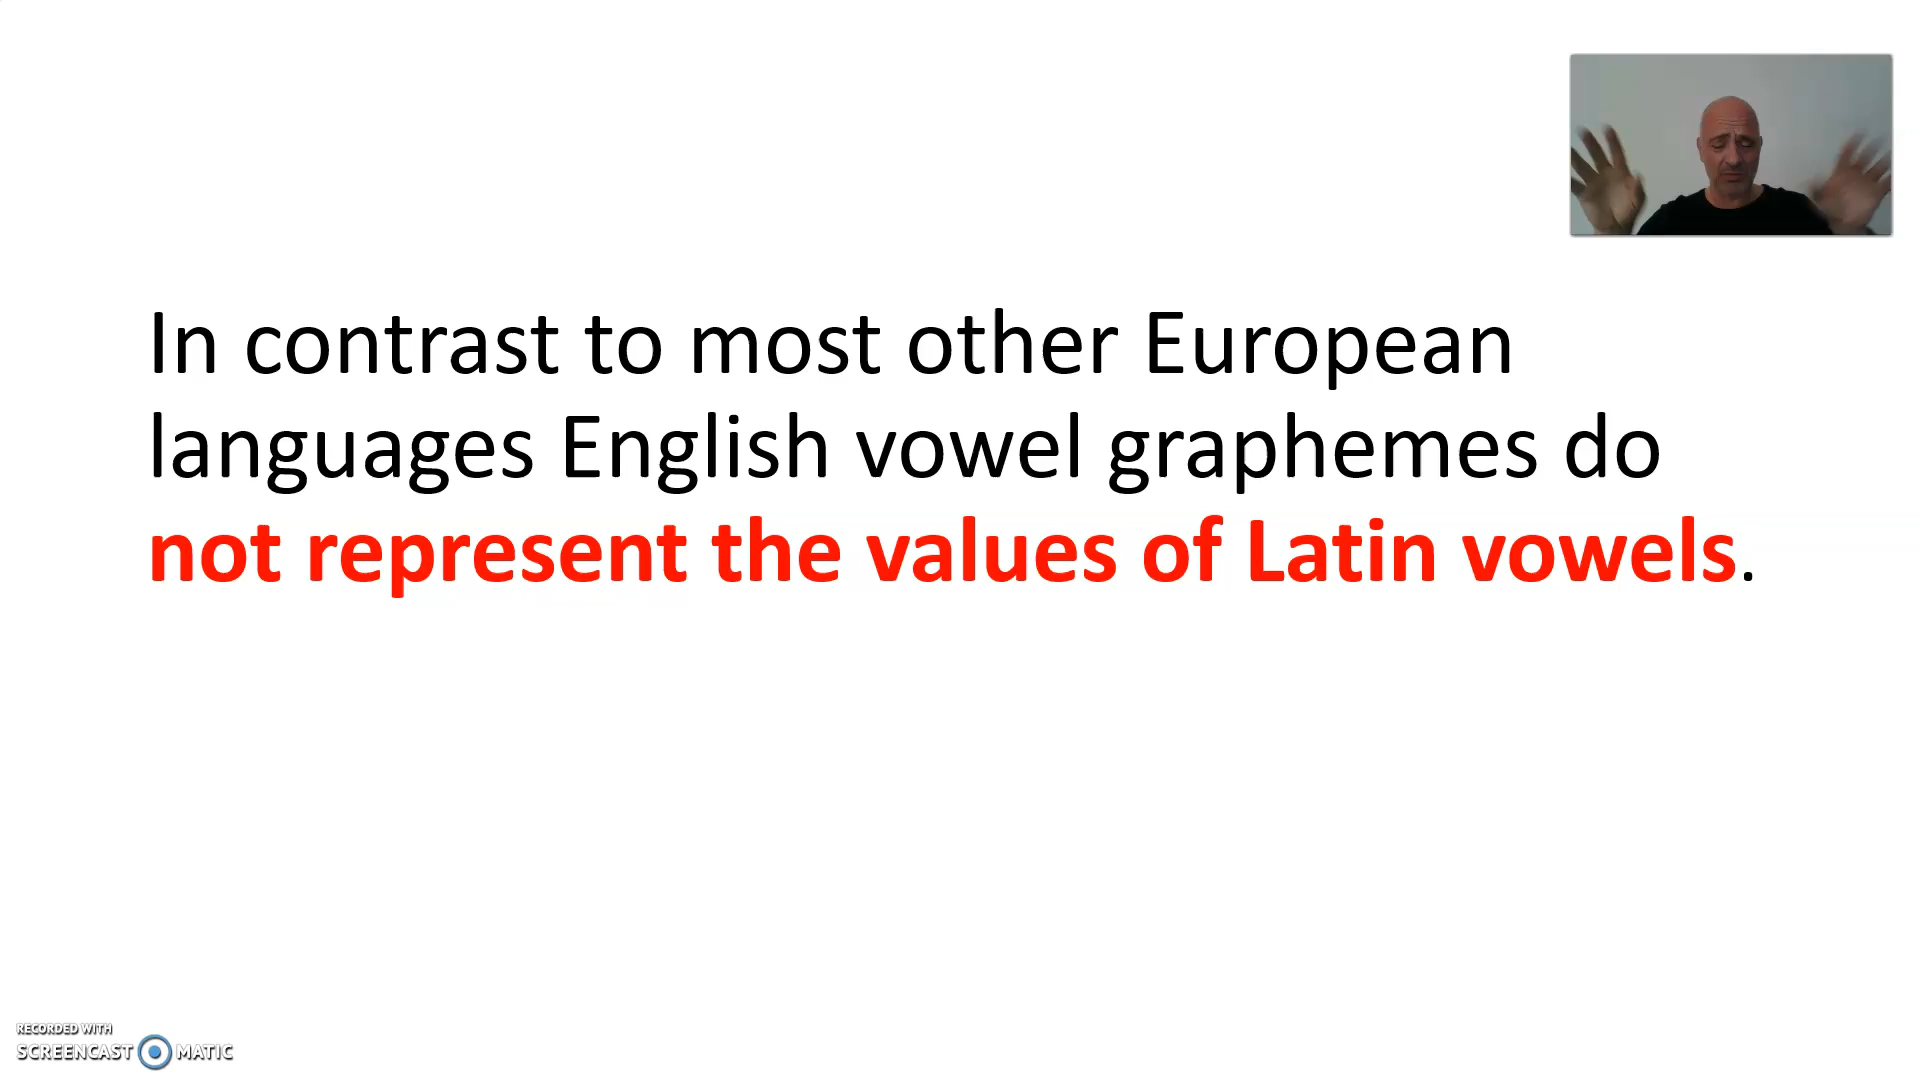 In contrast to most other European
languages English vowel graphemes do
not represent the values of Latin vowels.
RECORDED WITH
SCREENCAST MATIC